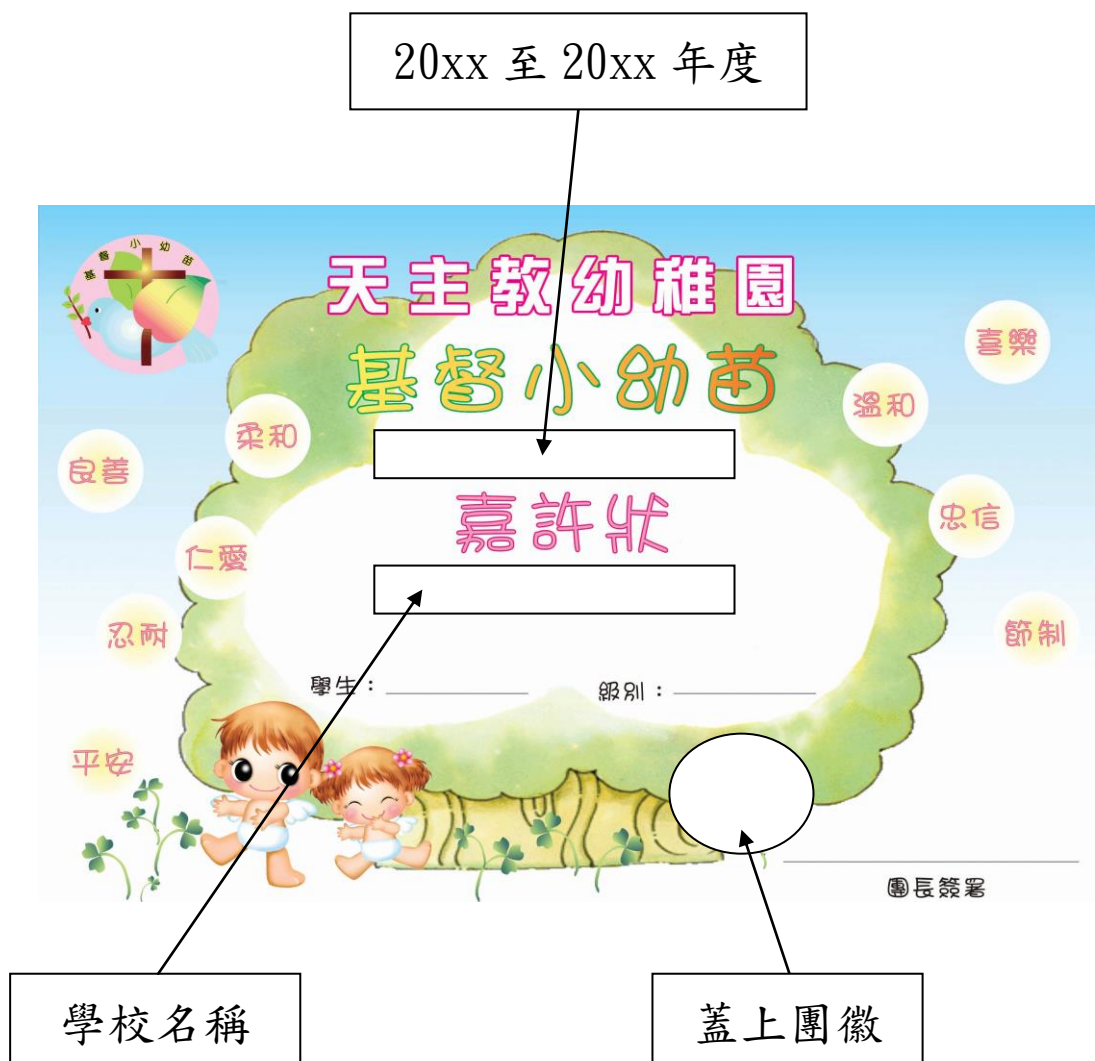 20xx 至 20xx 年度
基督小幼苗
天主教幼稚園
基督小幼苗
喜樂
溫和
柔和
良善
忠信
嘉許狀
仁愛
忍耐
節制
學生：
級別：
平安
團長簽署
學校名稱
蓋上團徽